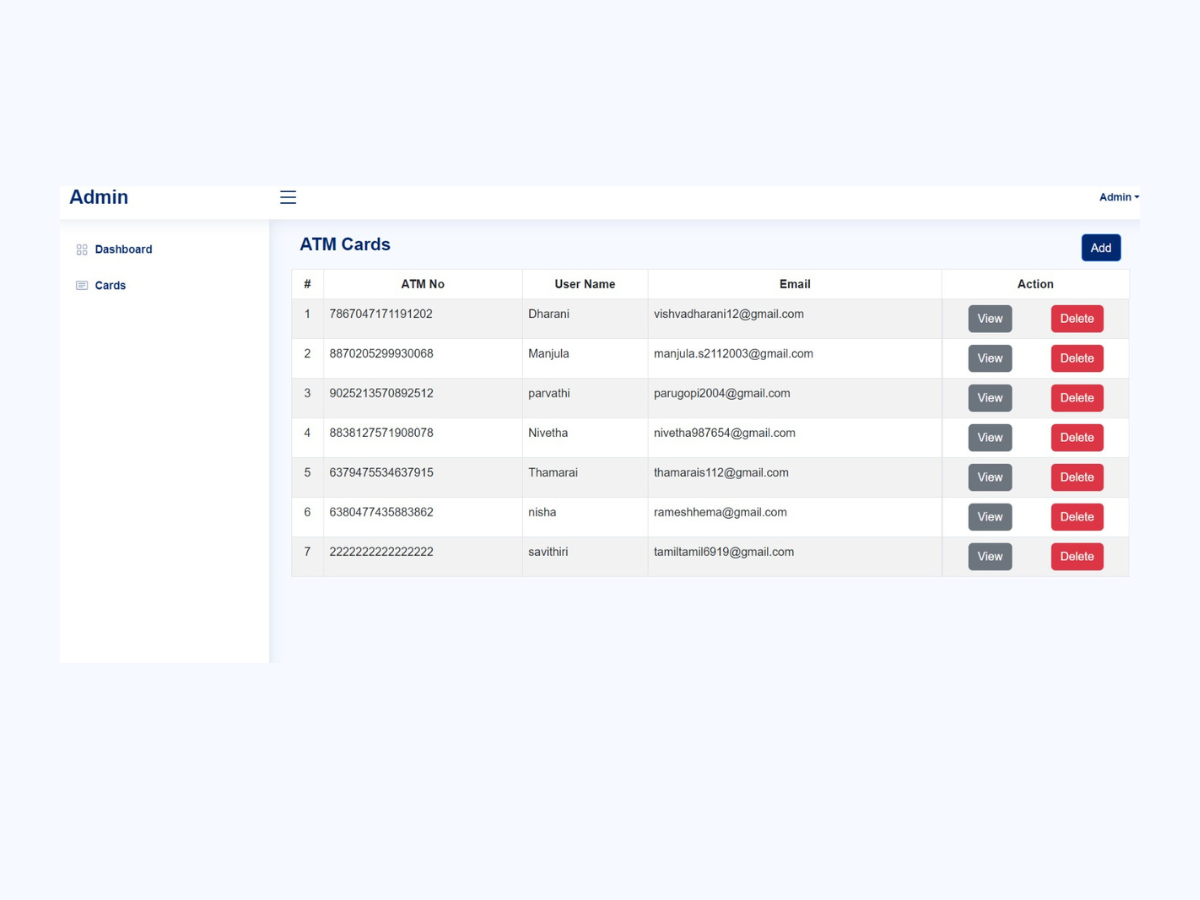 Admin
Admin
Dashboard
Cards
ATM Cards
Add
# ATM No User Name Email Action
1 7867047171191202 Dharani vishvadharani12@gmail.com View Delete
2 8870205299930068 Manjula manjula.s2112003@gmail.com View Delete
3 9025213570892512 parvathi parugopi2004@gmail.com View Delete
4 8838127571908078 Nivetha nivetha987654@gmail.com View Delete
5 6379475534637915 Thamarai thamarais112@gmail.com View Delete
6 6380477435883862 nisha rameshhema@gmail.com View Delete
7 2222222222222222 savithiri tamiltamil6919@gmail.com View Delete